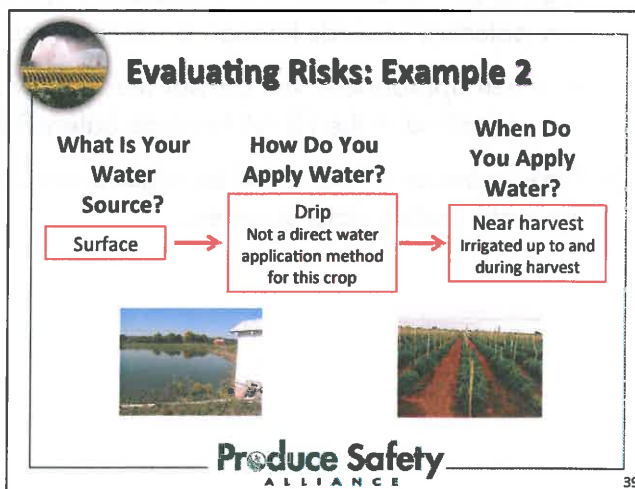 Evaluating Risks: Example 2
What Is Your
Water
Source?
Surface
How Do You
Apply Water?
Drip
Not a direct water
application method
for this crop
When Do
You Apply
Water?
Near harvest
Irrigated up to and
during harvest
Produce Safety
ALLIANCE
39